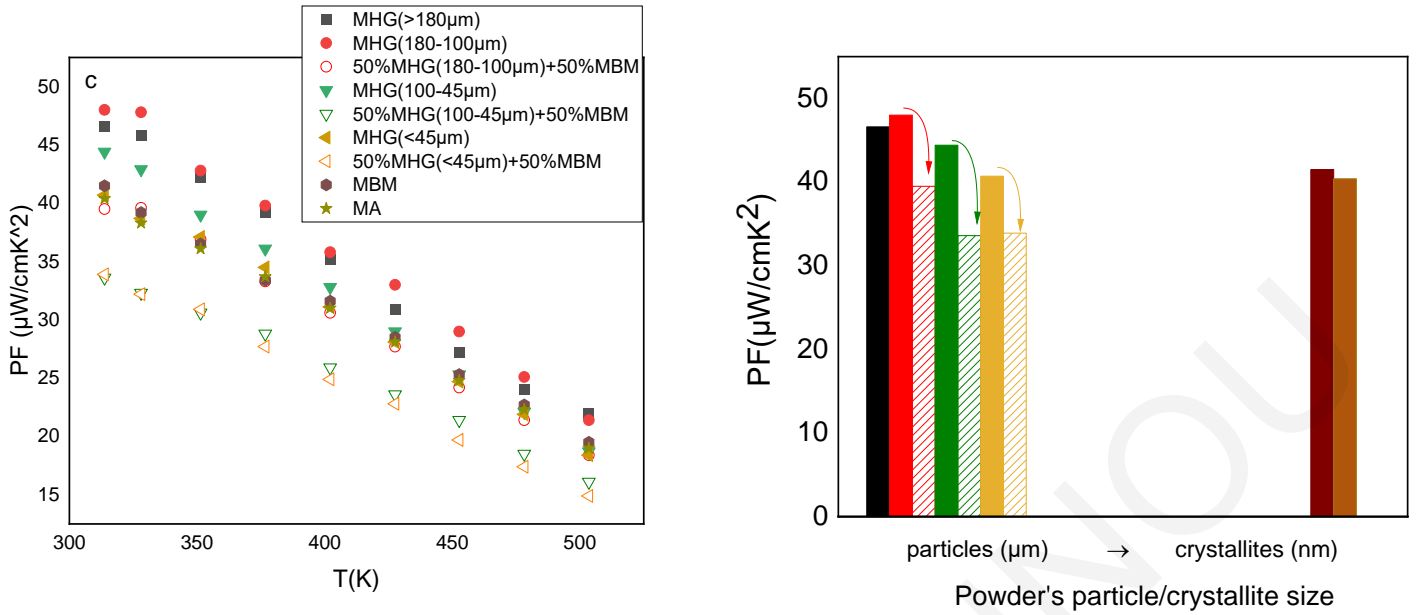 c
PF (µW/cmK^2)
50
45
40
35
30
25
20
15
300
350
400
450
500
T(K)
MHG(>180µm)
MHG(180-100µm)
50%MHG(180-100µm)+50%MBM
MHG(100-45µm)
50%MHG(100-45µm)+50%MBM
MHG(<45µm)
50%MHG(<45µm)+50%MBM
MBM
MA
PF(µW/cmK²)
50
40
30
20
10
0
particles (µm) → crystallites (nm)
Powder's particle/crystallite size
INOU